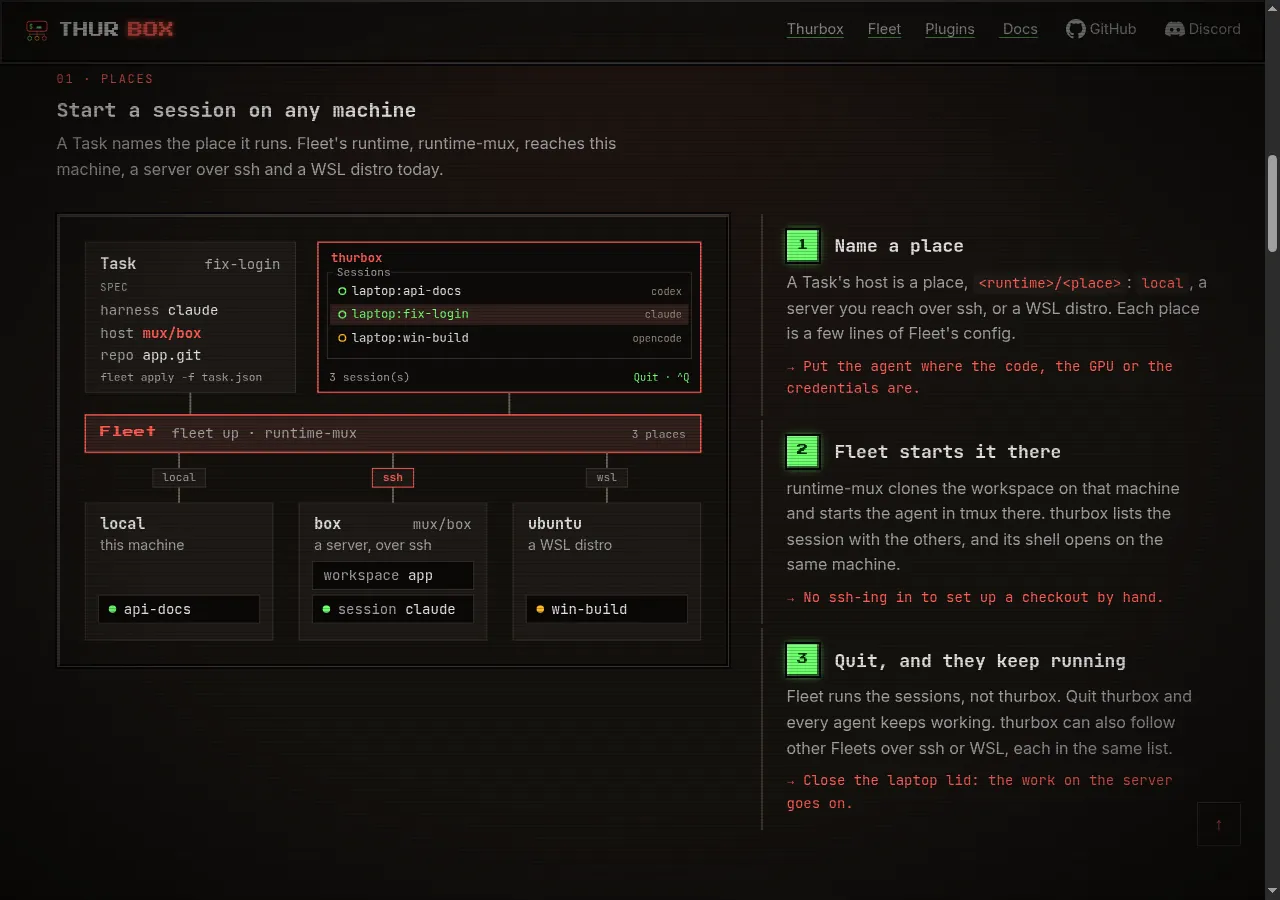 THUR BOX
Thurbox Fleet Plugins Docs GitHub Discord
01 · PLACES
Start a session on any machine
A Task names the place it runs. Fleet's runtime, runtime-mux, reaches this
machine, a server over ssh and a WSL distro today.
Task fix-login
SPEC
harness claude
host mux/box
repo app.git
fleet apply -f task.json
thurbox
Sessions
laptop:api-docs codex
laptop:fix-login claude
laptop:win-build opencode
3 session(s) Quit · ^Q
Fleet fleet up · runtime-mux 3 places
local ssh wsl
local
this machine
api-docs
box mux/box
a server, over ssh
workspace app
session claude
ubuntu
a WSL distro
win-build
1 Name a place
A Task's host is a place, <runtime>/<place> : local , a
server you reach over ssh, or a WSL distro. Each place
is a few lines of Fleet's config.
→ Put the agent where the code, the GPU or the
credentials are.
2 Fleet starts it there
runtime-mux clones the workspace on that machine
and starts the agent in tmux there. thurbox lists the
session with the others, and its shell opens on the
same machine.
→ No ssh-ing in to set up a checkout by hand.
3 Quit, and they keep running
Fleet runs the sessions, not thurbox. Quit thurbox and
every agent keeps working. thurbox can also follow
other Fleets over ssh or WSL, each in the same list.
→ Close the laptop lid: the work on the server
goes on.
↑